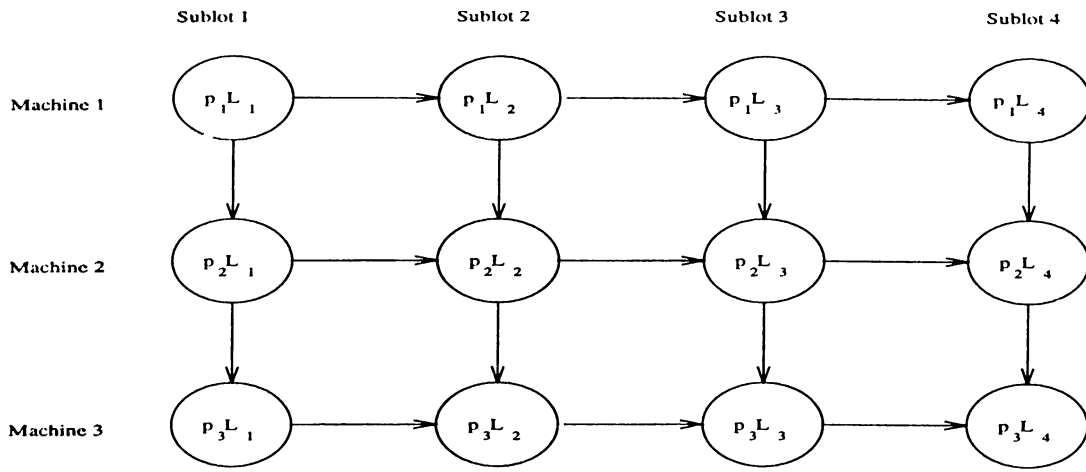 Sublot 1 Sublot 2 Sublot 3 Sublot 4
Machine 1 p₁L₁ p₁L₂ p₁L₃ p₁L₄
Machine 2 p₂L₁ p₂L₂ p₂L₃ p₂L₄
Machine 3 p₃L₁ p₃L₂ p₃L₃ p₃L₄